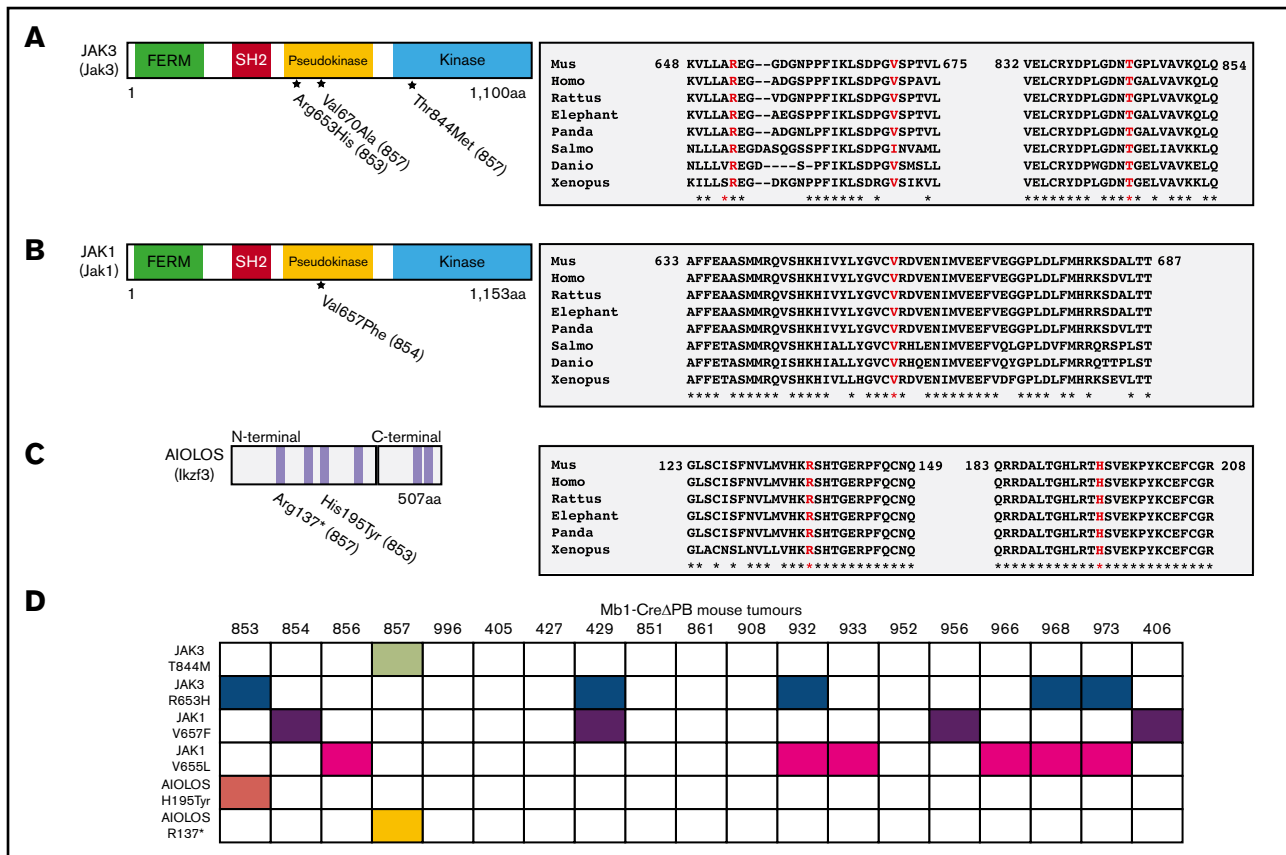 A
JAK3
(Jak3)
FERM SH2 Pseudokinase Kinase
1 1,100aa
Arg653His (853)
Val670Ala (857)
Thr844Met (857)
Mus 648 KVLLAREG--GDGNPPFIKLSDPGVSPTVL 675 832 VELCRYDPLGDNTGPLVAVKQLQ 854
Homo KVLLAREG--VDGSPPFIKLSDPGVSPAVL VELCRYDPLGDNTGPLVAVKQLQ
Rattus KVLLAREG--VDGNPPFIKLSDPGVSPTVL VELCRYDPLGDNTGPLVAVKQLQ
Elephant KVLLAREG--AEGSPPFIKLSDPGVSPTVL VELCRYDPLGDNTGPLVAVKQLQ
Panda KVLLAREG--ADGNLPFIKLSDPGVSPTVL VELCRYDPLGDNTGPLVAVKQLQ
Salmo NLLLAREGDASQGSSPFIKLSDPGINVAML VELCRYDPLGDNTGELIAVKQLQ
Danio NLLLVREGD----S-PFIKLSDPGVSMSLL VELCRYDPWGDNTGELVAVKELQ
Xenopus KILLSREG--DKGNPPFIKLSDRGVSIKVL VELCRYDPLGDNTGELVAVKKLQ
** *** ******* * * ************** * *** **
B
JAK1
(Jak1)
FERM SH2 Pseudokinase Kinase
1 1,153aa
Val657Phe (854)
Mus 633 AFFEAASMMRQVSHKHIVYLYGVCVRDVENIMVEEFVEGGPLDLFMHRKSDALTT 687
Homo AFFEAASMMRQVSHKHIVYLYGVCVRDVENIMVEEFVEGGPLDLFMHRKSDVLTT
Rattus AFFEAASMMRQVSHKHIVYLYGVCVRDVENIMVEEFVEGGPLDLFMHRKSDALTT
Elephant AFFEAASMMRQVSHKHIVYLYGVCVRDVENIMVEEFVEGGPLDLFMHRRSDALTT
Panda AFFEAASMMRQVSHKHIVYLYGVCVRDVENIMVEEFVEGGPLDLFMHRKSDVLTT
Salmo AFFETASMMRQVSHKHIALLYGVCVRHLENIMVEEFVQLGPLDVFMRRQRSPLST
Danio AFFETASMMRQISHKHIALLYGVCVRHQENIMVEEFVQYGPLDLFMRRQTTPLST
Xenopus AFFETASMMRQVSHKHIVLLHGVCVRDVENIMVEEFVDFGPLDLFMHRKSEVLTT
**** ****** ***** * ***** ********* **** ** * * *
C
AIOLOS
(Ikzf3)
N-terminal C-terminal
507aa
Arg137* (857)
His195Tyr (853)
Mus 123 GLSCISFNVLMVHKRSHTGERPFQCNQ 149 183 QRRDALTGHLRTHSVEKPYKCEFCGR 208
Homo GLSCISFNVLMVHKRSHTGERPFQCNQ QRRDALTGHLRTHSVEKPYKCEFCGR
Rattus GLSCISFNVLMVHKRSHTGERPFQCNQ QRRDALTGHLRTHSVEKPYKCEFCGR
Elephant GLSCISFNVLMVHKRSHTGERPFQCNQ QRRDALTGHLRTHSVEKPYKCEFCGR
Panda GLSCISFNVLMVHKRSHTGERPFQCNQ QRRDALTGHLRTHSVEKPYKCEFCGR
Xenopus GLACNSLNVLLVHKRSHTGERPFQCNQ QRRDALTGHLRTHSVEKPYKCEFCGR
** * * *** **************** **************************
D
Mb1-CreΔPB mouse tumours
853 854 856 857 996 405 427 429 851 861 908 932 933 952 956 966 968 973 406
JAK3
T844M
JAK3
R653H
JAK1
V657F
JAK1
V655L
AIOLOS
H195Tyr
AIOLOS
R137*